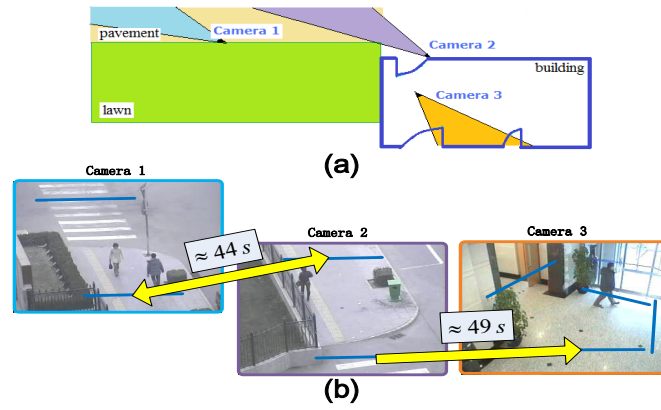 pavement
Camera 1
Camera 2
building
Camera 3
lawn
(a)
Camera 1
Camera 2
Camera 3
≈ 44 s
≈ 49 s
(b)